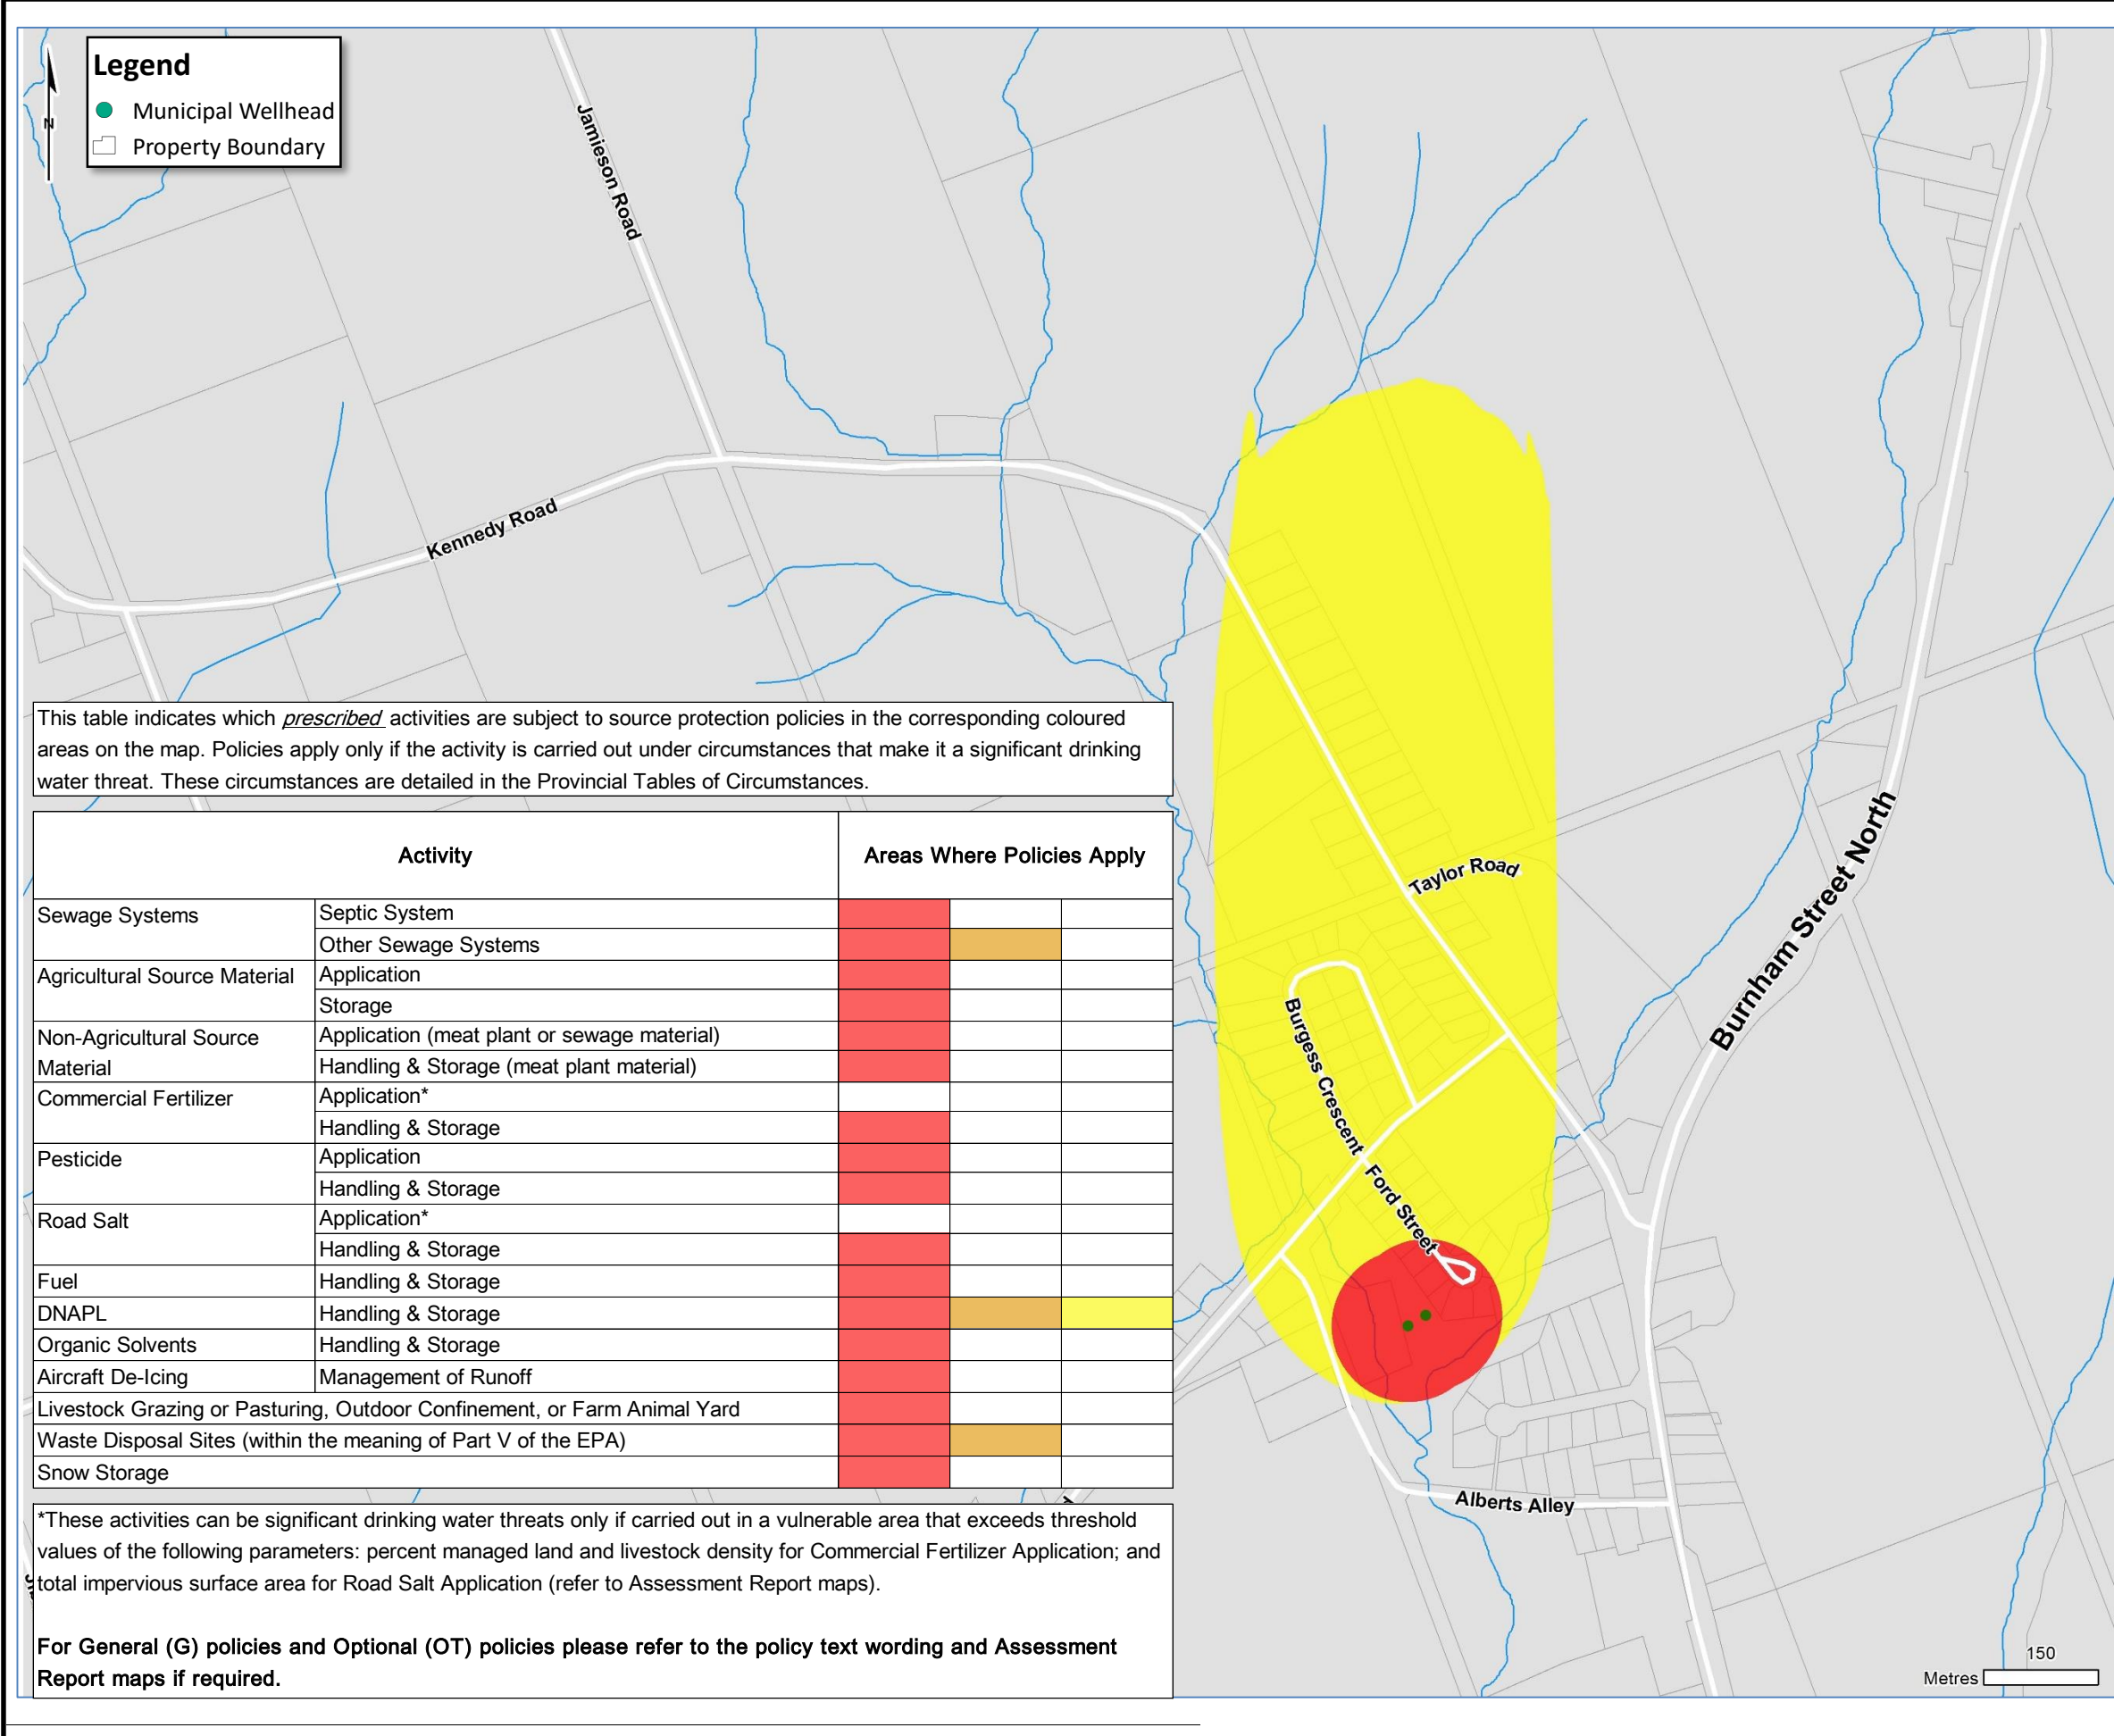 Legend
Municipal Wellhead
Property Boundary
N
Jamieson Road
Kennedy Road
Taylor Road
Burnham Street North
Burgess Crescent
Ford Street
Alberts Alley
This table indicates which prescribed activities are subject to source protection policies in the corresponding coloured
areas on the map. Policies apply only if the activity is carried out under circumstances that make it a significant drinking
water threat. These circumstances are detailed in the Provincial Tables of Circumstances.
Activity Areas Where Policies Apply
Sewage Systems Septic System
Other Sewage Systems
Agricultural Source Material Application
Storage
Non-Agricultural Source Application (meat plant or sewage material)
Material Handling & Storage (meat plant material)
Commercial Fertilizer Application*
Handling & Storage
Pesticide Application
Handling & Storage
Road Salt Application*
Handling & Storage
Fuel Handling & Storage
DNAPL Handling & Storage
Organic Solvents Handling & Storage
Aircraft De-Icing Management of Runoff
Livestock Grazing or Pasturing, Outdoor Confinement, or Farm Animal Yard
Waste Disposal Sites (within the meaning of Part V of the EPA)
Snow Storage
*These activities can be significant drinking water threats only if carried out in a vulnerable area that exceeds threshold
values of the following parameters: percent managed land and livestock density for Commercial Fertilizer Application; and
total impervious surface area for Road Salt Application (refer to Assessment Report maps).
For General (G) policies and Optional (OT) policies please refer to the policy text wording and Assessment
Report maps if required.
150
Metres